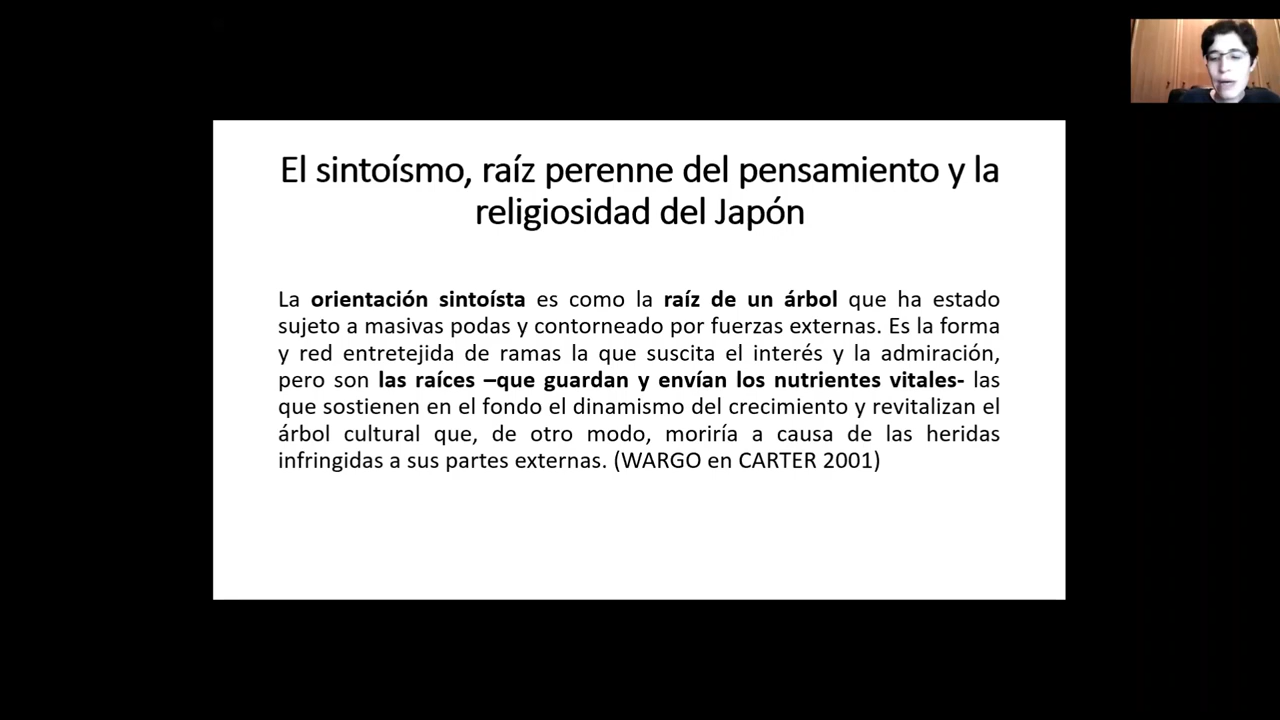 El sintoísmo, raíz perenne del pensamiento y la
religiosidad del Japón
La orientación sintoísta es como la raíz de un árbol que ha estado
sujeto a masivas podas y contorneado por fuerzas externas. Es la forma
y red entretejida de ramas la que suscita el interés y la admiración,
pero son las raíces –que guardan y envían los nutrientes vitales- las
que sostienen en el fondo el dinamismo del crecimiento y revitalizan el
árbol cultural que, de otro modo, moriría a causa de las heridas
infringidas a sus partes externas. (WARGO en CARTER 2001)